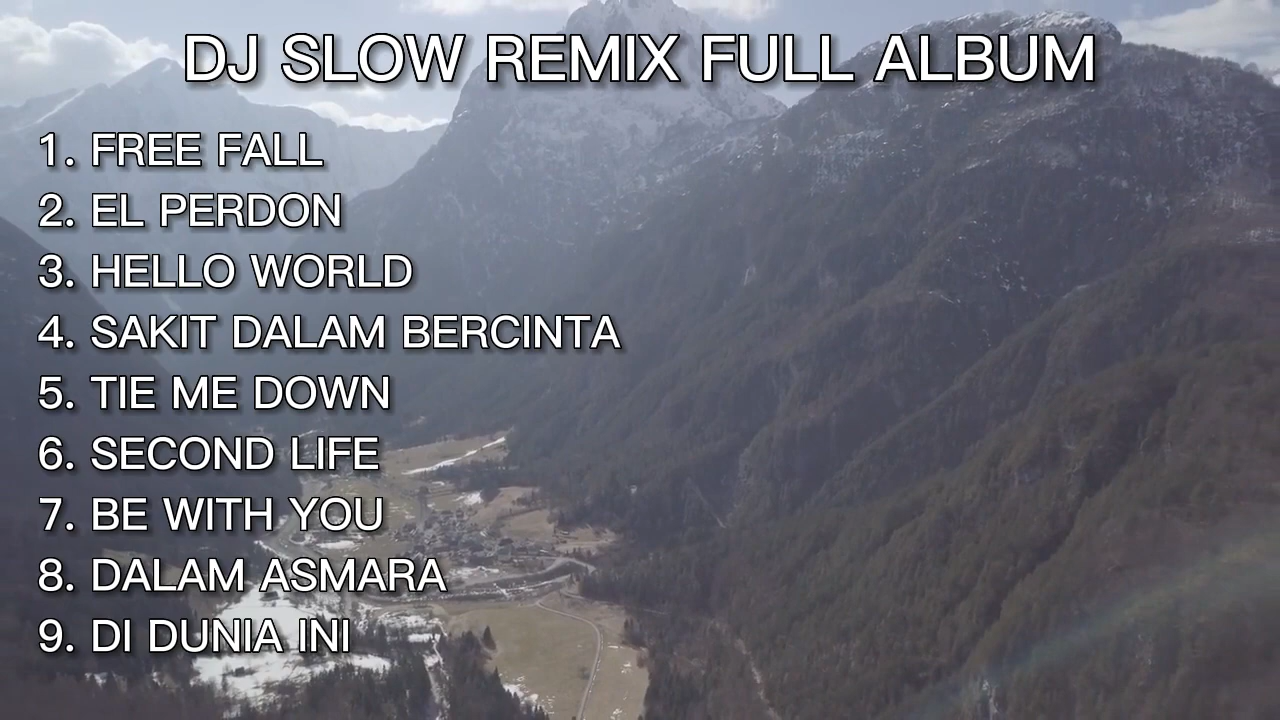 DJ SLOW REMIX FULL ALBUM
1. FREE FALL
2. EL PERDON
3. HELLO WORLD
4. SAKIT DALAM BERCINTA
5. TIE ME DOWN
6. SECOND LIFE
7. BE WITH YOU
8. DALAM ASMARA
9. DI DUNIA INI